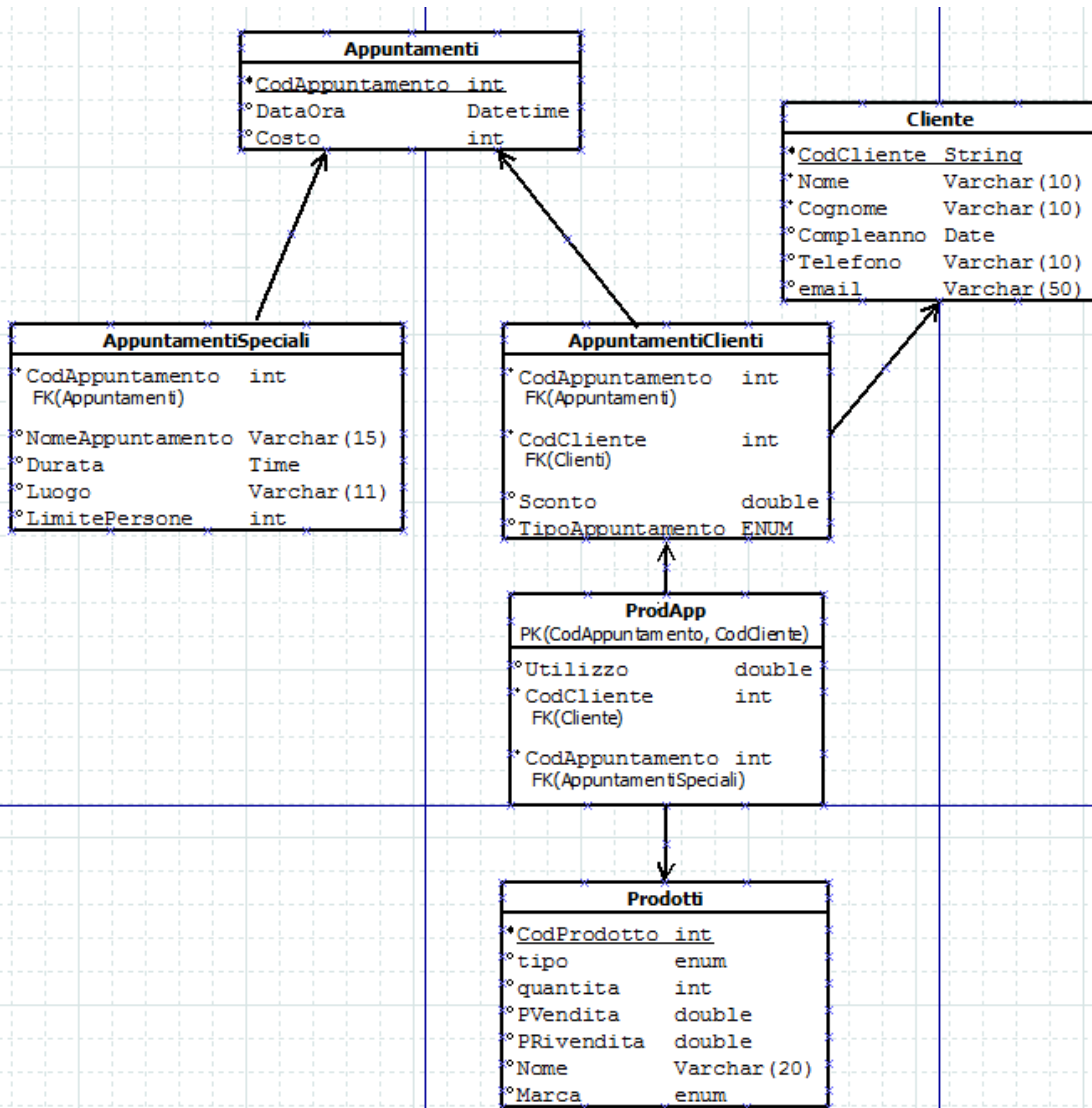 Appuntamenti
CodAppuntamento int
DataOra Datetime
Costo int
Cliente
CodCliente String
Nome Varchar(10)
Cognome Varchar(10)
Compleanno Date
Telefono Varchar(10)
email Varchar(50)
AppuntamentiSpeciali
CodAppuntamento int
FK(Appuntamenti)
NomeAppuntamento Varchar(15)
Durata Time
Luogo Varchar(11)
LimitePersone int
AppuntamentiClienti
CodAppuntamento int
FK(Appuntamenti)
CodCliente int
FK(Clienti)
Sconto double
TipoAppuntamento ENUM
ProdApp
PK(CodAppuntamento, CodCliente)
Utilizzo double
CodCliente int
FK(Cliente)
CodAppuntamento int
FK(AppuntamentiSpeciali)
Prodotti
CodProdotto int
tipo enum
quantita int
PVendita double
PRivendita double
Nome Varchar(20)
Marca enum